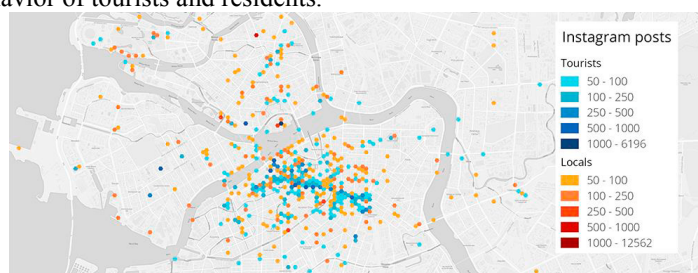 avior of tourists and residents.
Instagram posts
Tourists
50 - 100
100 - 250
250 - 500
500 - 1000
1000 - 6196
Locals
50 - 100
100 - 250
250 - 500
500 - 1000
1000 - 12562